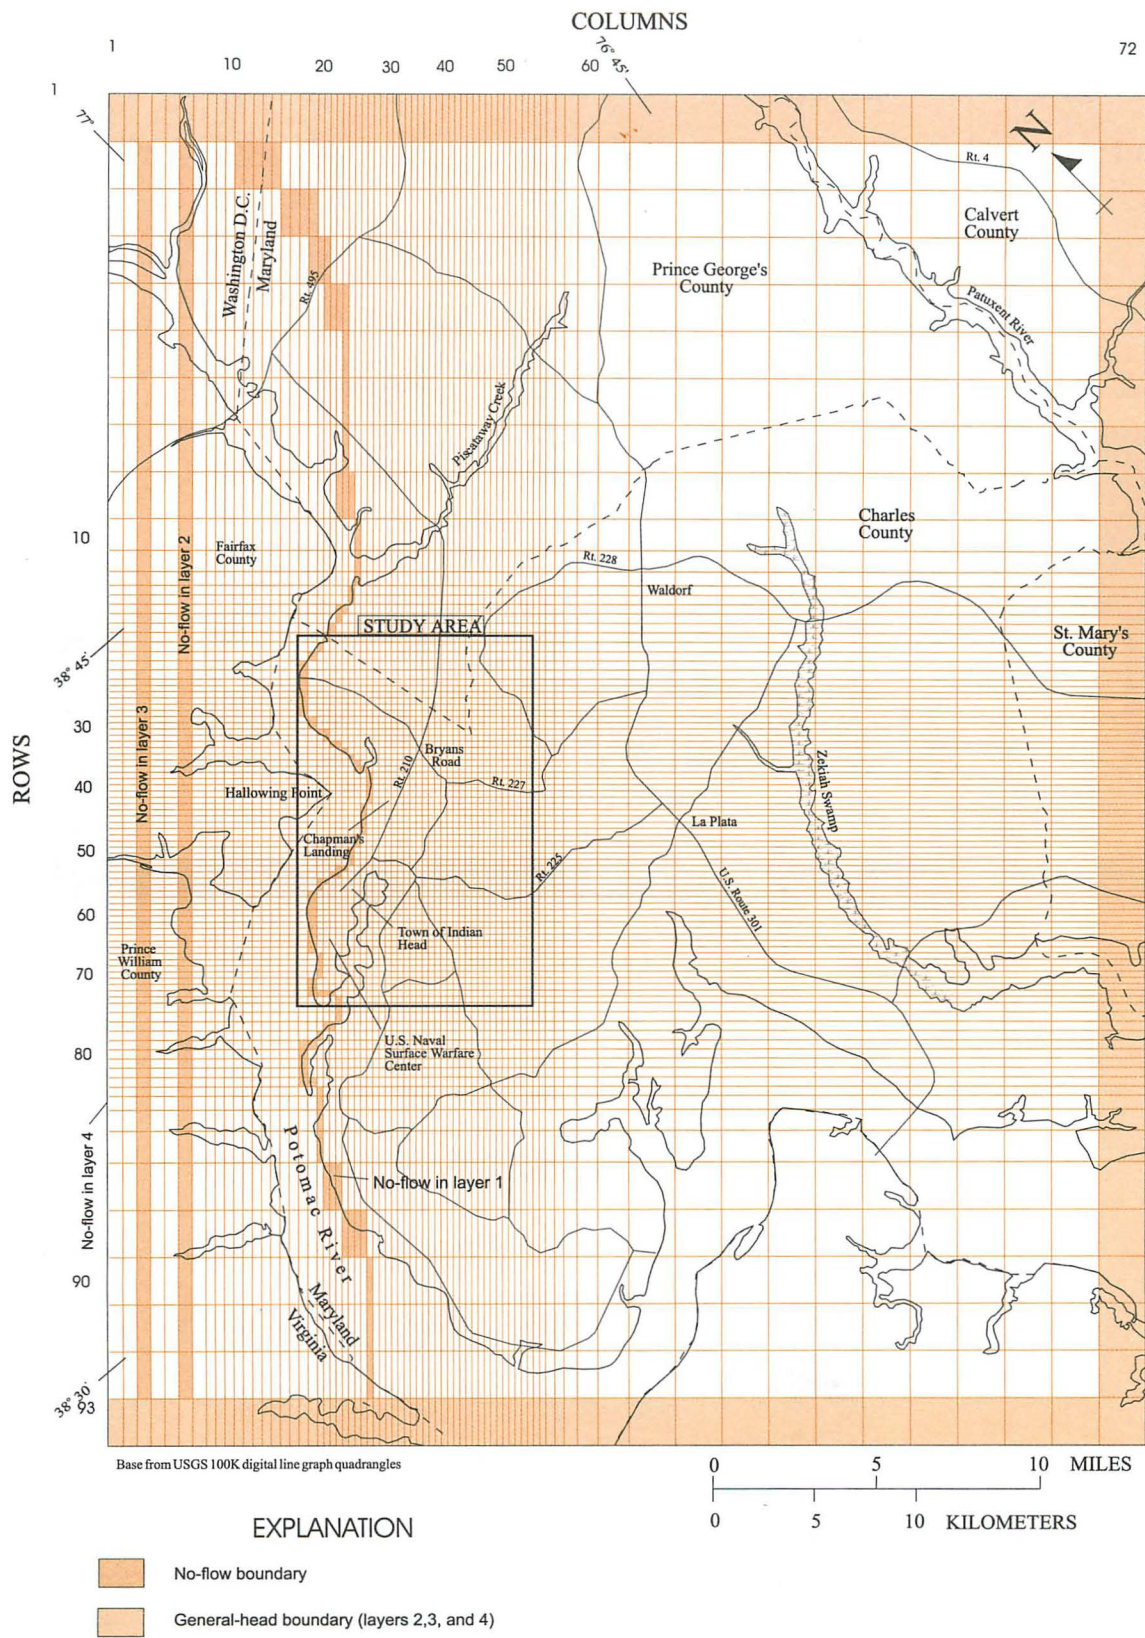 COLUMNS
1
10
20
30
40
50
60
76° 45'
72
1
77°
N
Rt. 4
Calvert
County
Washington D.C.
Maryland
Rt. 495
Prince George's
County
Patuxent River
Piscataway Creek
Charles
County
10
Fairfax
County
No-flow in layer 2
Rt. 228
Waldorf
STUDY AREA
St. Mary's
County
38° 45'
No-flow in layer 3
30
ROWS
Bryans
Road
Rt. 210
Rt. 227
Zekiah Swamp
40
Hallowing Point
Chapman's
Landing
La Plata
50
Rt. 225
U.S. Route 301
60
Town of Indian
Head
Prince
William
County
70
U.S. Naval
Surface Warfare
Center
80
No-flow in layer 4
Potomac River
No-flow in layer 1
90
Maryland
Virginia
38° 30'
93
Base from USGS 100K digital line graph quadrangles
0 5 10 MILES
0 5 10 KILOMETERS
EXPLANATION
No-flow boundary
General-head boundary (layers 2,3, and 4)